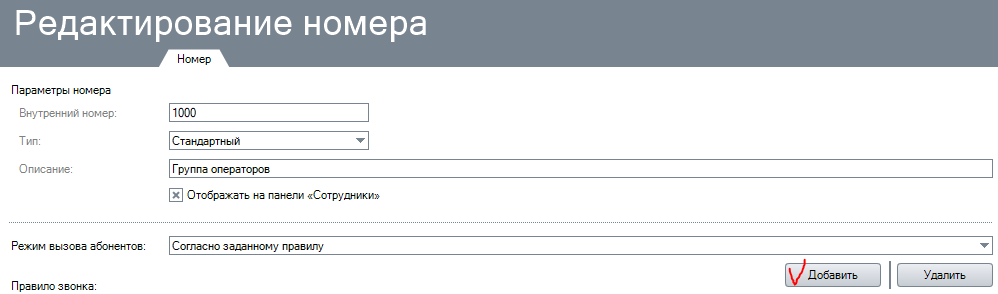 Редактирование номера
Номер
Параметры номера
Внутренний номер: 1000
Тип: Стандартный
Описание: Группа операторов
Отображать на панели «Сотрудники»
Режим вызова абонентов: Согласно заданному правилу
Добавить Удалить
Правило звонка: